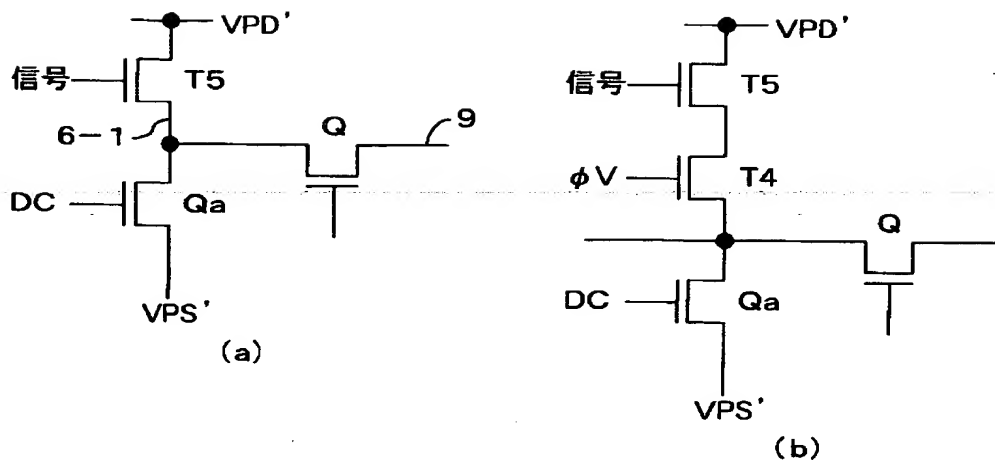 VPD'
信号
T5
6-1
Q
9
DC
Qa
VPS'
(a)
VPD'
信号
T5
φV
T4
Q
DC
Qa
VPS'
(b)